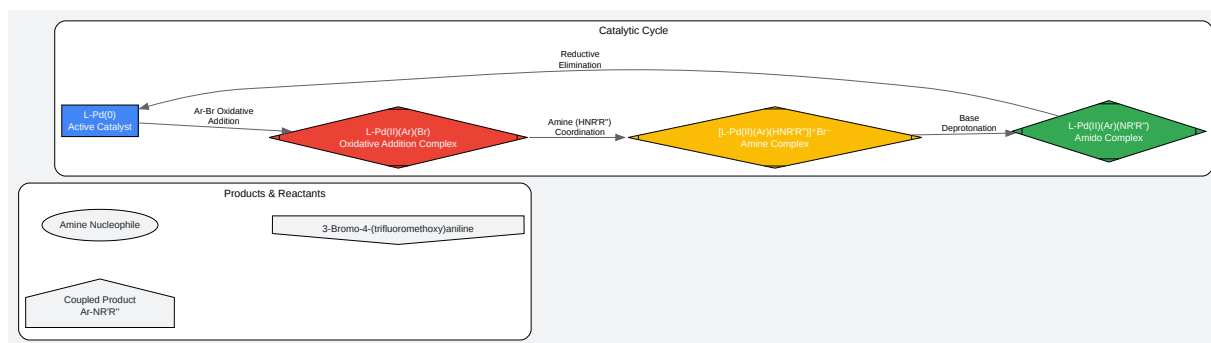 Catalytic Cycle
Reductive
Elimination
L-Pd(0)
Active Catalyst
Ar-Br Oxidative
Addition
L-Pd(II)(Ar)(Br)
Oxidative Addition Complex
Amine (HNR'R")
Coordination
[L-Pd(II)(Ar)(HNR'R")]⁺Br⁻
Amine Complex
Base
Deprotonation
L-Pd(II)(Ar)(NR'R")
Amido Complex
Products & Reactants
Amine Nucleophile
3-Bromo-4-(trifluoromethoxy)aniline
Coupled Product
Ar-NR'R"